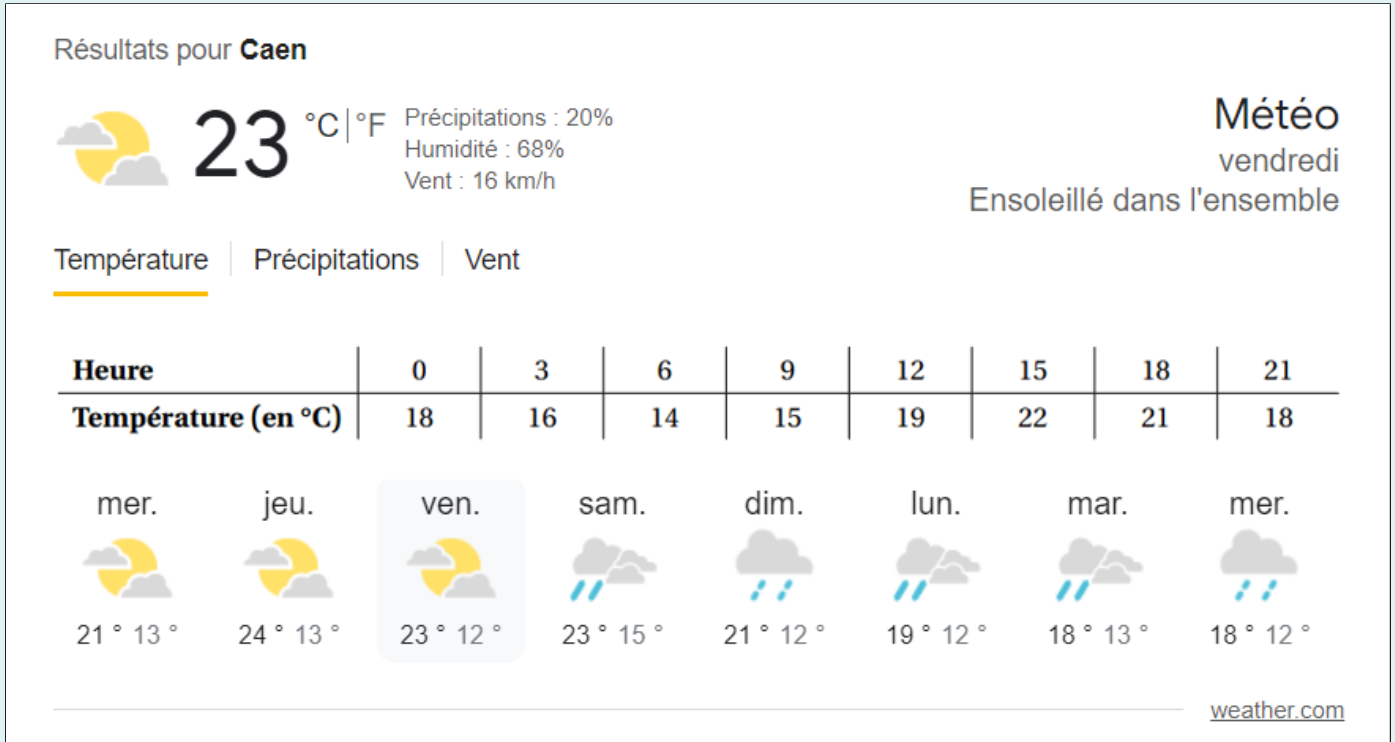 Résultats pour Caen
23 °C|°F
Précipitations : 20%
Humidité : 68%
Vent : 16 km/h
Météo
vendredi
Ensoleillé dans l'ensemble
Température Précipitations Vent
Heure 0 3 6 9 12 15 18 21
Température (en °C) 18 16 14 15 19 22 21 18
mer. jeu. ven. sam. dim. lun. mar. mer.
21 ° 13 ° 24 ° 13 ° 23 ° 12 ° 23 ° 15 ° 21 ° 12 ° 19 ° 12 ° 18 ° 13 ° 18 ° 12 °
weather.com